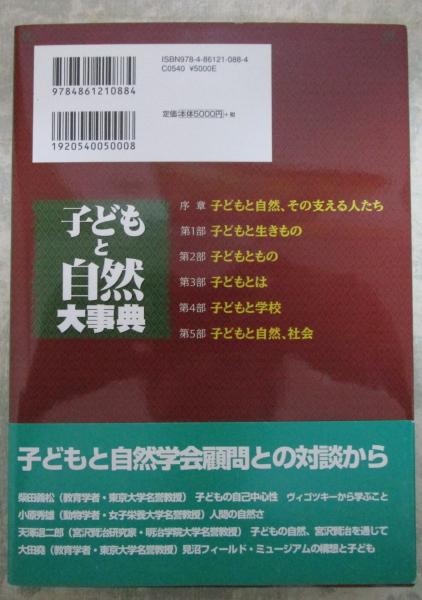 ISBN978-4-86121-088-4
C0540 ¥5000E
9784861210884
定価(本体5000円)+税
1920540050008
子ども
と
自然
大事典
序 章 子どもと自然、その支える人たち
第1部 子どもと生きもの
第2部 子どもともの
第3部 子どもとは
第4部 子どもと学校
第5部 子どもと自然、社会
子どもと自然学会顧問との対談から
柴田義松(教育学者・東京大学名誉教授) 子どもの自己中心性 ヴィゴツキーから学ぶこと
小原秀雄(動物学者・女子栄養大学名誉教授)人間の自然さ
天澤退二郎(宮沢賢治研究家・明治学院大学名誉教授) 子どもの自然、宮沢賢治を通じて
大田堯(教育学者・東京大学名誉教授)見沼フィールド・ミュージアムの構想と子ども